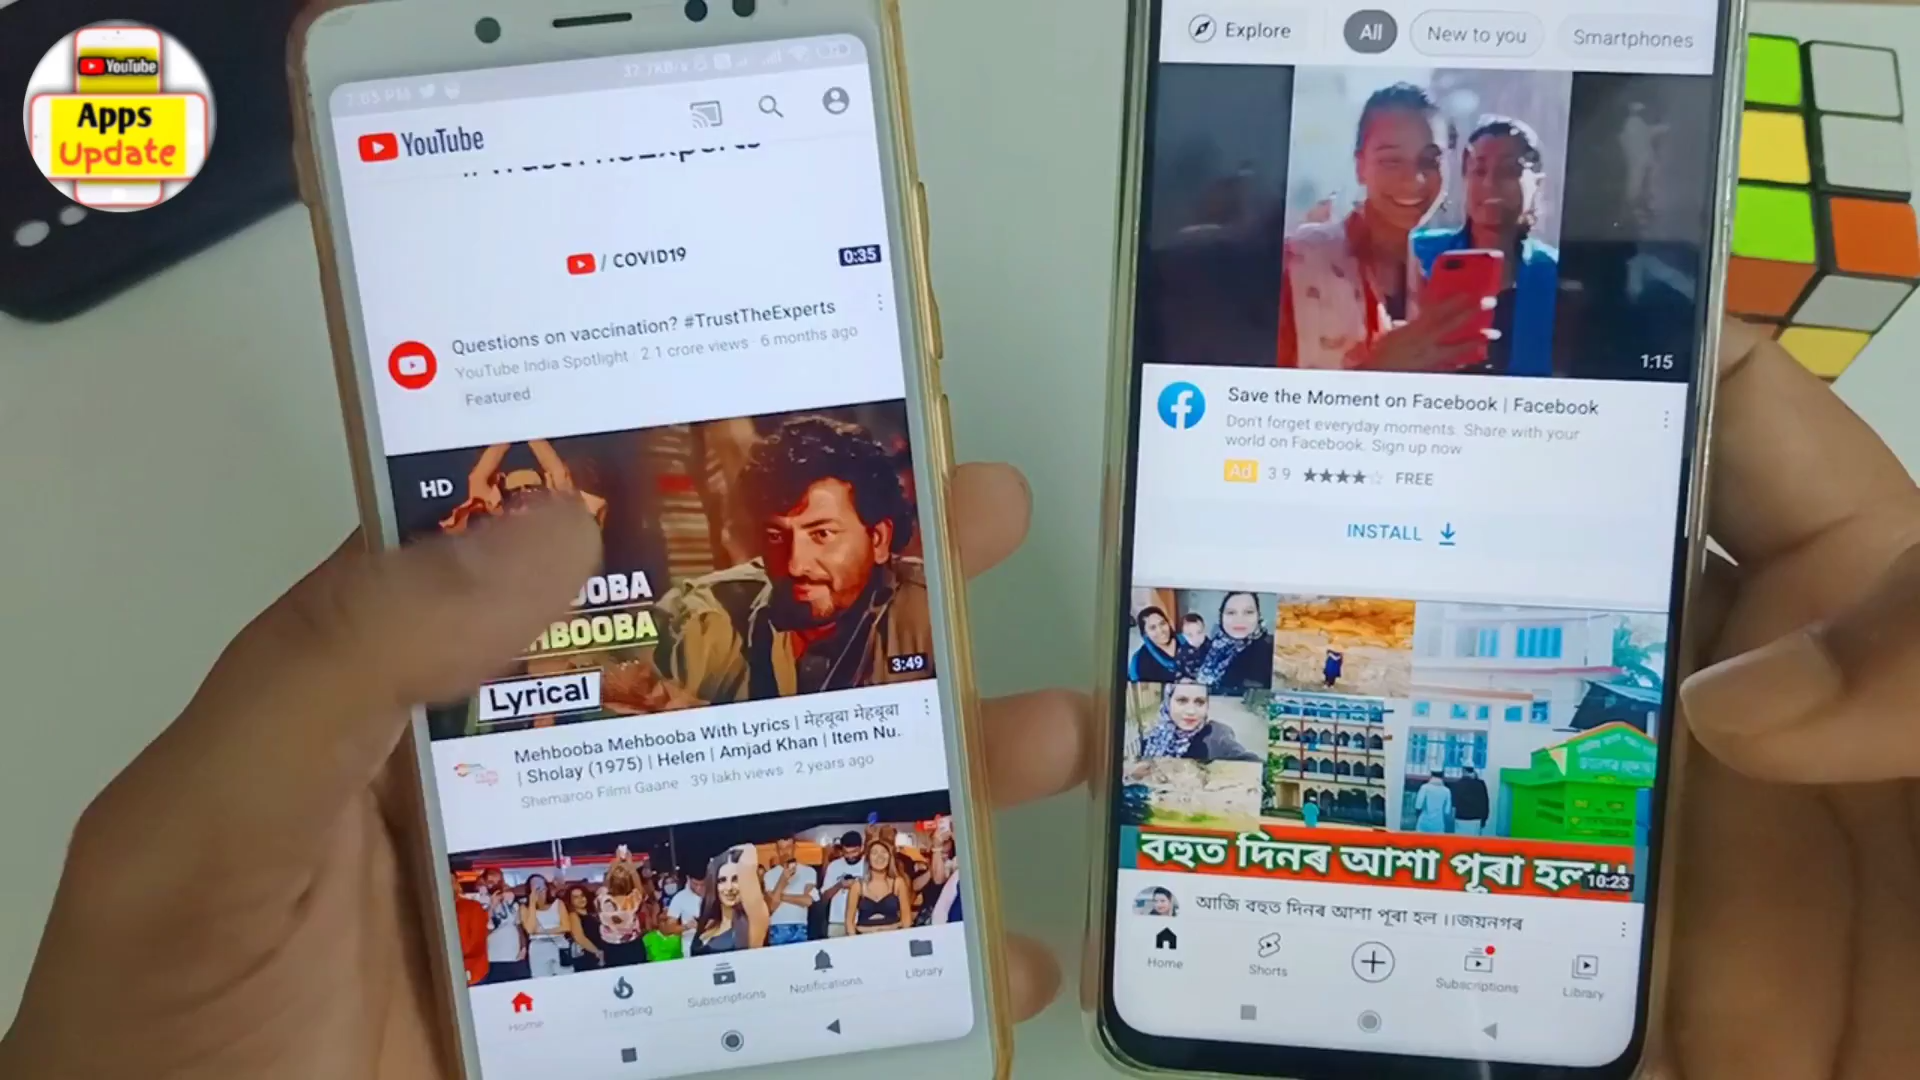 YouTube
Apps
Update
YouTube
/ COVID19
0:35
Questions on vaccination? #TrustTheExperts
YouTube India Spotlight · 2.1 crore views · 6 months ago
Featured
HD
OOBA
HBOOBA
Lyrical
3:49
Mehbooba Mehbooba With Lyrics | मेहबूबा मेहबूबा
| Sholay (1975) | Helen | Amjad Khan | Item Nu..
Shemaroo Filmi Gaane 39 lakh views · 2 years ago
Home
Trending
Subscriptions
Notifications
Library
Explore
All
New to you
Smartphones
1:15
Save the Moment on Facebook | Facebook
Don't forget everyday moments. Share with your
world on Facebook. Sign up now
Ad 3.9 ★★★★☆ FREE
INSTALL
বহুত দিনৰ আশা পূৰা হল।।
10:23
আজি বহুত দিনৰ আশা পূৰা হল ।।জয়নগৰ
Home
Shorts
Subscriptions
Library